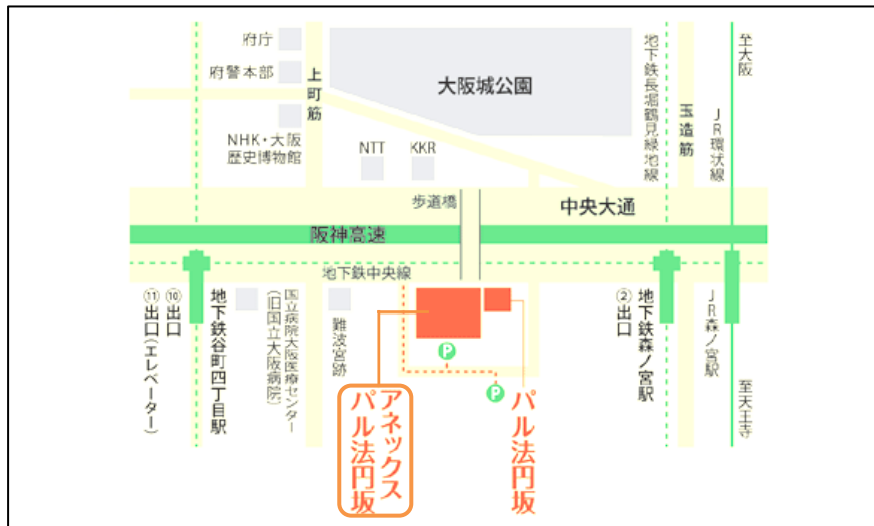 府庁
府警本部
上町筋
大阪城公園
地下鉄長堀鶴見緑地線
玉造筋
JR環状線
至大阪
NHK・大阪
歴史博物館
NTT
KKR
歩道橋
中央大通
阪神高速
地下鉄中央線
⑪出口(エレベーター)
⑩出口
地下鉄谷町四丁目駅
国立病院大阪医療センター
(旧国立大阪病院)
難波宮跡
P
P
アネックス
パル法円坂
パル法円坂
②出口
地下鉄森ノ宮駅
JR森ノ宮駅
至天王寺